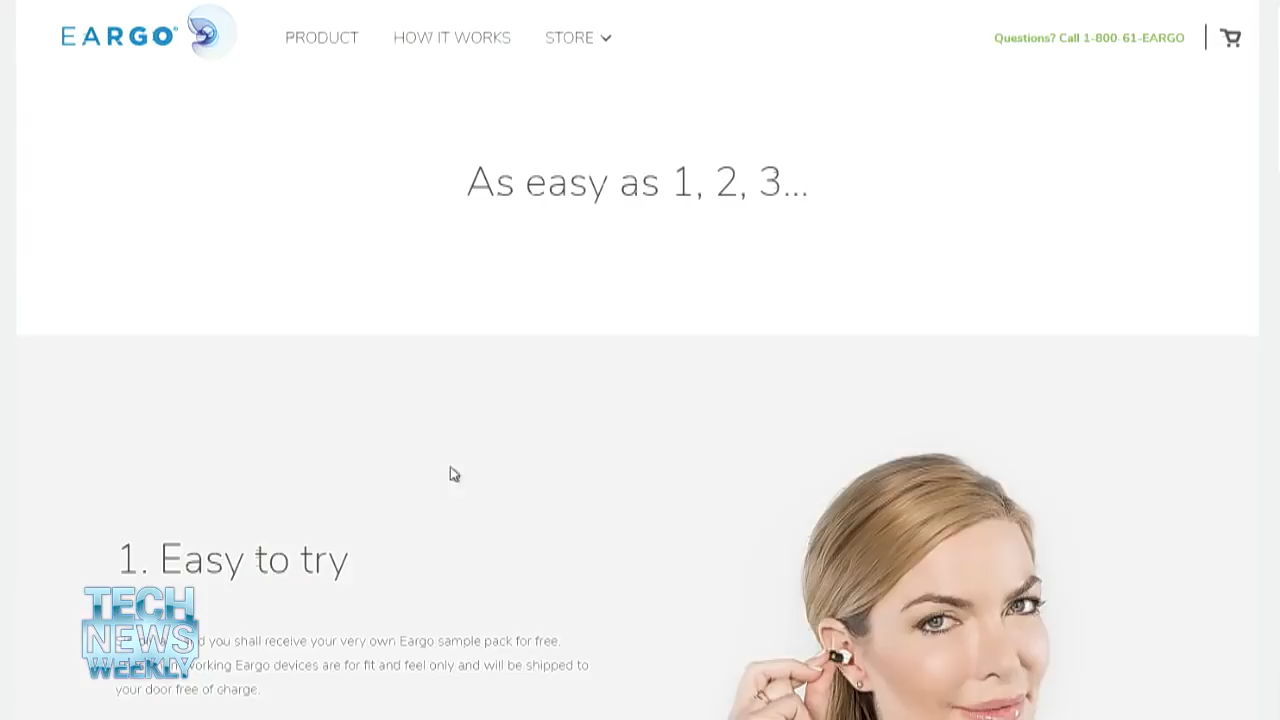 EARGO®
PRODUCT
HOW IT WORKS
STORE
Questions? Call 1-800-61-EARGO
As easy as 1, 2, 3...
1. Easy to try
TECH
NEWS
WEEKLY
you shall receive your very own Eargo sample pack for free.
working Eargo devices are for fit and feel only and will be shipped to
your door free of charge.